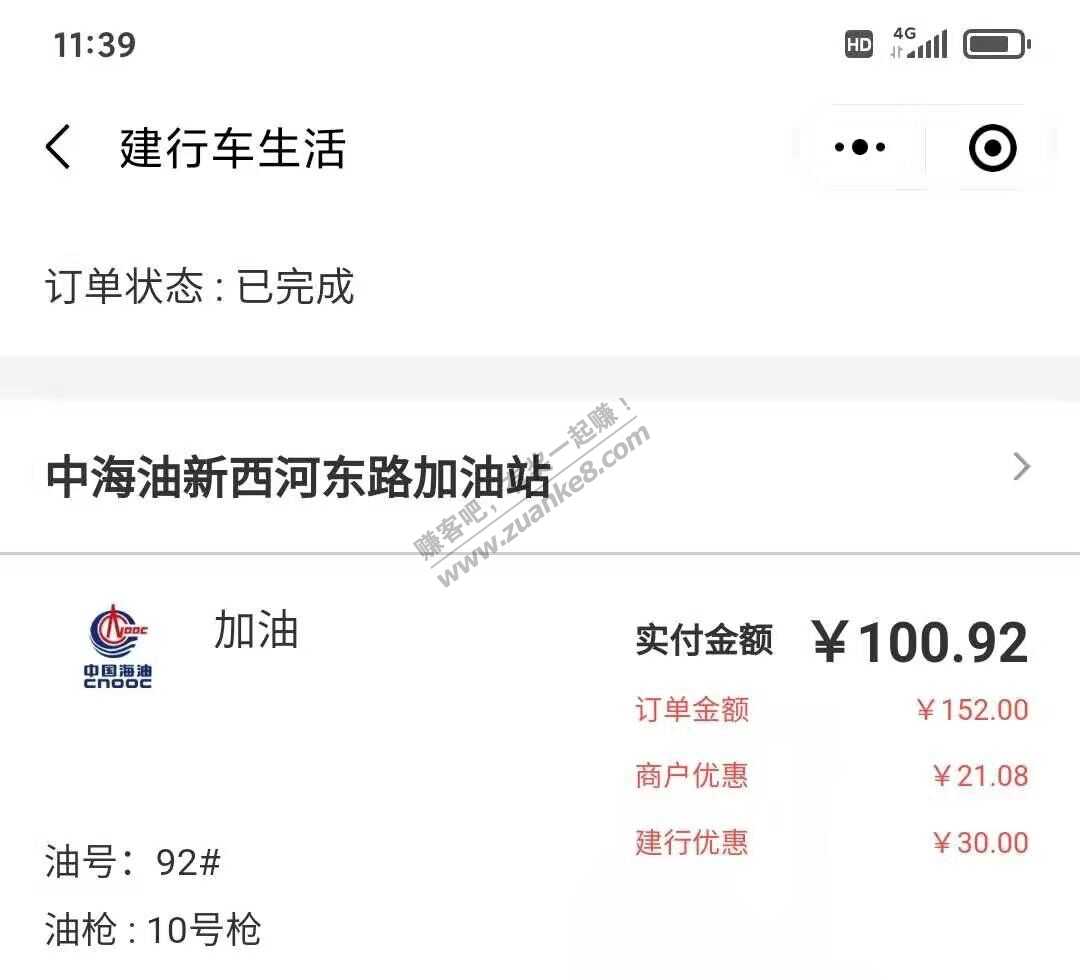 11:39
HD 4G
建行车生活
订单状态 : 已完成
中海油新西河东路加油站
赚客吧，有奖一起赚！
www.zuanke8.com
CNOOC
中国海油
CNOOC
加油
实付金额 ￥100.92
订单金额 ￥152.00
商户优惠 ￥21.08
建行优惠 ￥30.00
油号：92#
油枪 : 10号枪